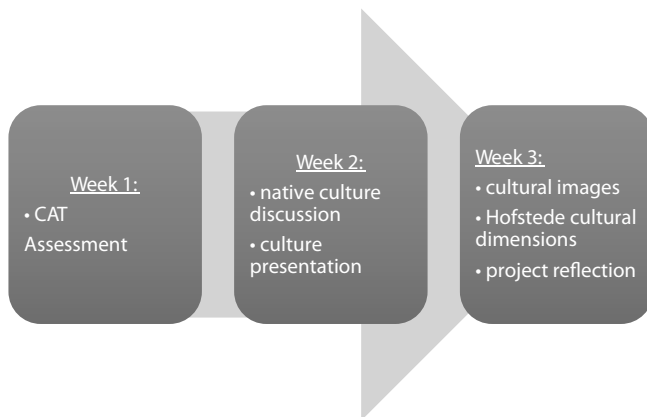 Week 1:
• CAT
Assessment
Week 2:
• native culture
discussion
• culture
presentation
Week 3:
• cultural images
• Hofstede cultural
dimensions
• project reflection